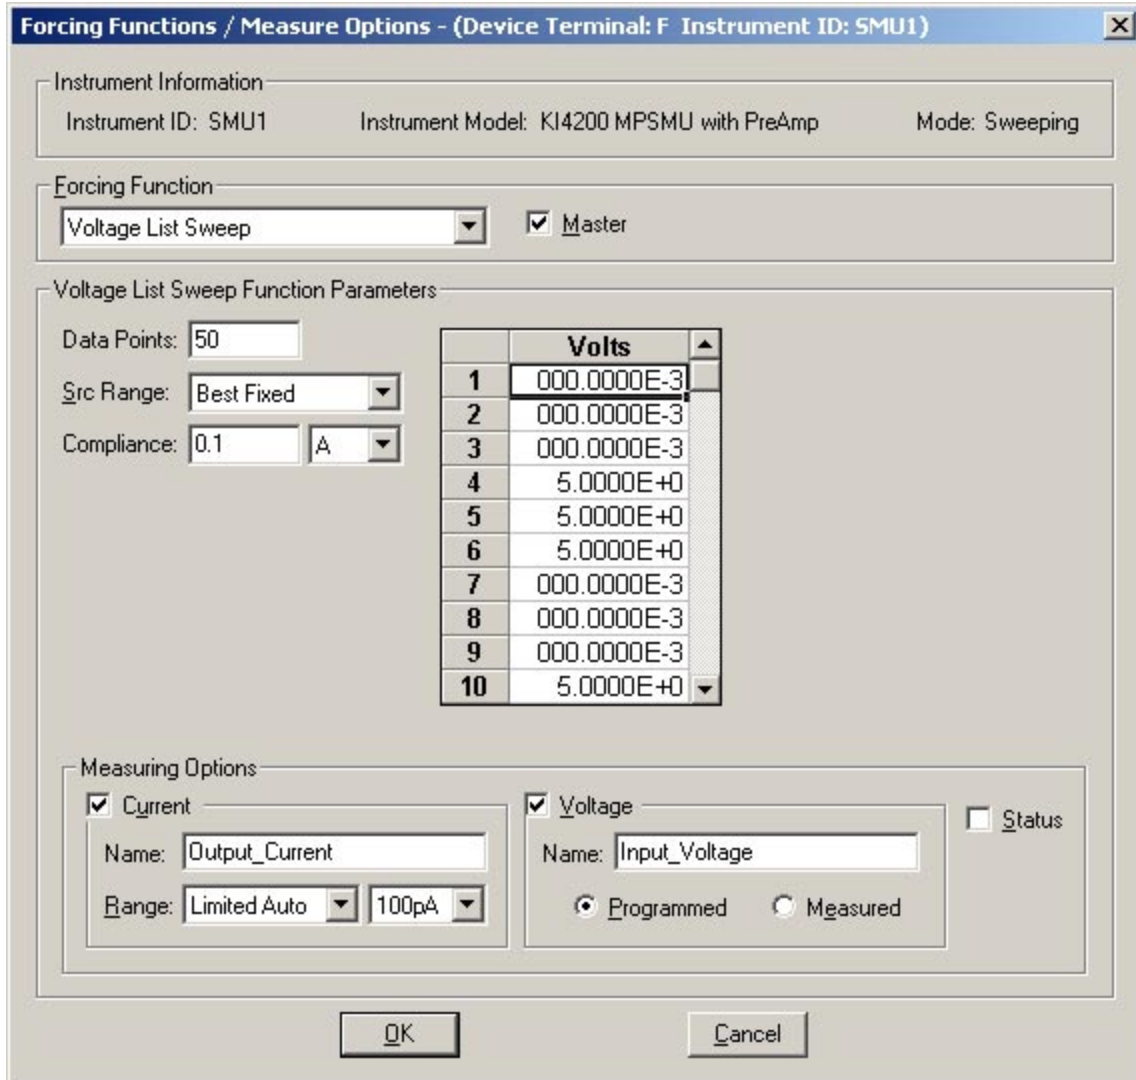 Forcing Functions / Measure Options - (Device Terminal: F Instrument ID: SMU1)
Instrument Information
Instrument ID: SMU1 Instrument Model: KI4200 MPSMU with PreAmp Mode: Sweeping
Forcing Function
Voltage List Sweep Master
Voltage List Sweep Function Parameters
Data Points: 50
Src Range: Best Fixed
Compliance: 0.1 A
Volts
1 000.0000E-3
2 000.0000E-3
3 000.0000E-3
4 5.0000E+0
5 5.0000E+0
6 5.0000E+0
7 000.0000E-3
8 000.0000E-3
9 000.0000E-3
10 5.0000E+0
Measuring Options
Current
Name: Output_Current
Range: Limited Auto 100pA
Voltage
Name: Input_Voltage
Programmed Measured
Status
OK Cancel